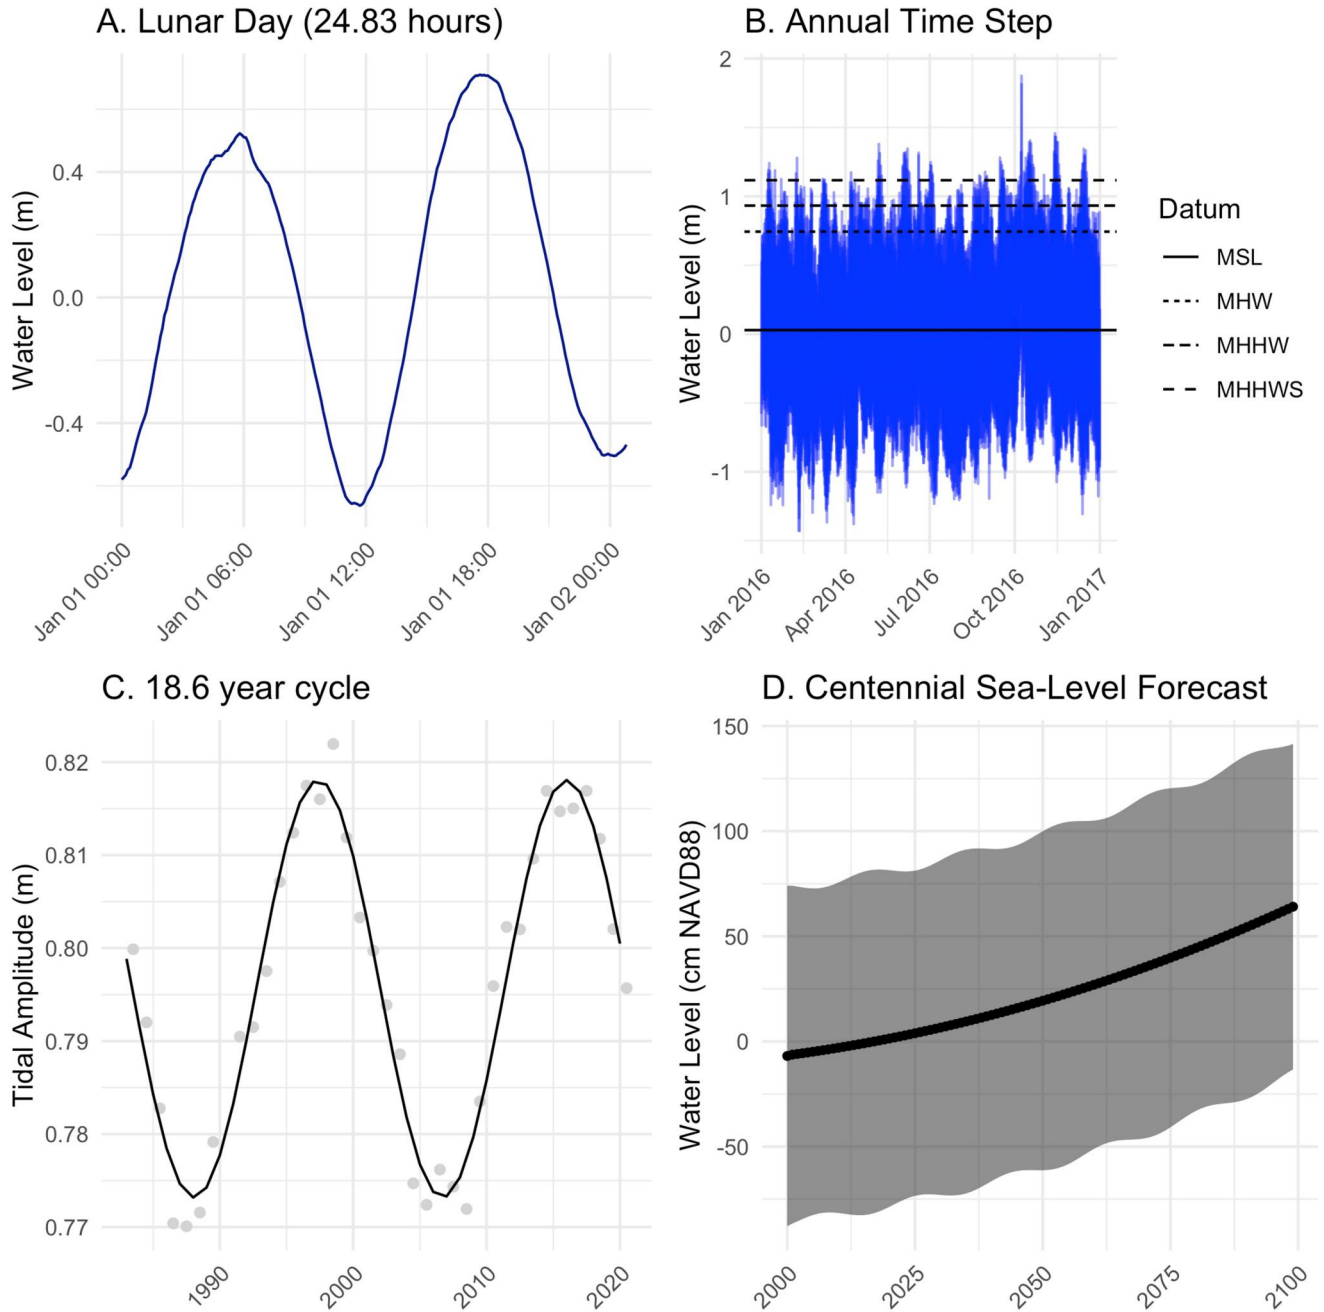 A. Lunar Day (24.83 hours)
Water Level (m)
0.4
0.0
-0.4
Jan 01 00:00
Jan 01 06:00
Jan 01 12:00
Jan 01 18:00
Jan 02 00:00
B. Annual Time Step
Water Level (m)
2
1
0
-1
Jan 2016
Apr 2016
Jul 2016
Oct 2016
Jan 2017
Datum
MSL
MHW
MHHW
MHHWS
C. 18.6 year cycle
Tidal Amplitude (m)
0.82
0.81
0.80
0.79
0.78
0.77
1990
2000
2010
2020
D. Centennial Sea-Level Forecast
Water Level (cm NAVD88)
150
100
50
0
-50
2000
2025
2050
2075
2100